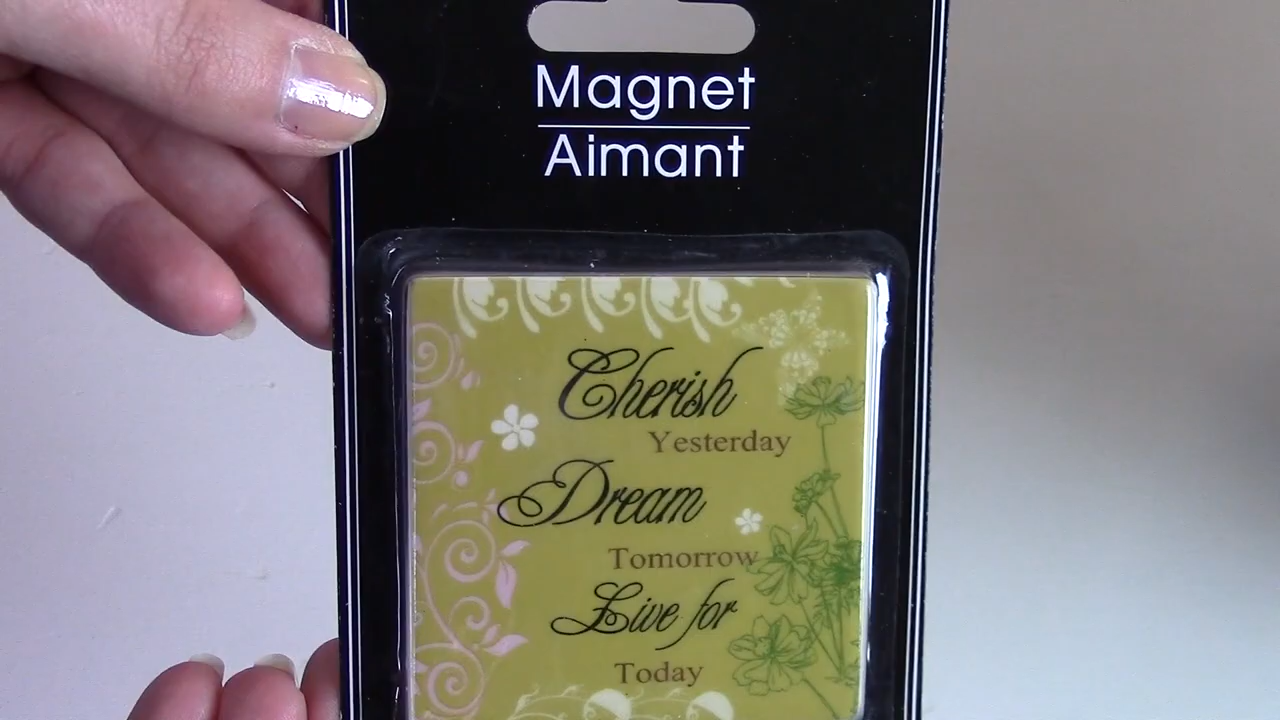 Magnet
Aimant
Cherish
Yesterday
Dream
Tomorrow
Live for
Today